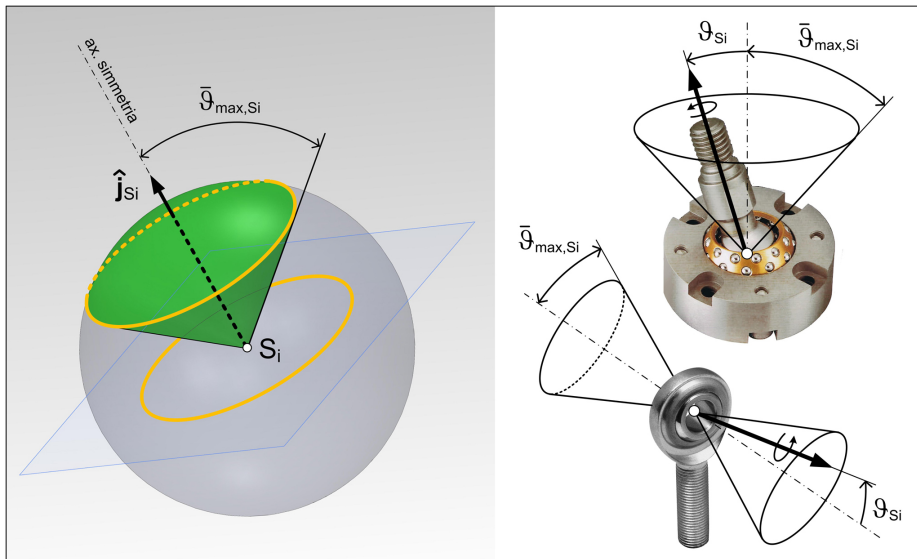 ax. simmetria
ϑ̄max,Si
ĵSi
Si
ϑSi
ϑ̄max,Si
ϑ̄max,Si
ϑSi